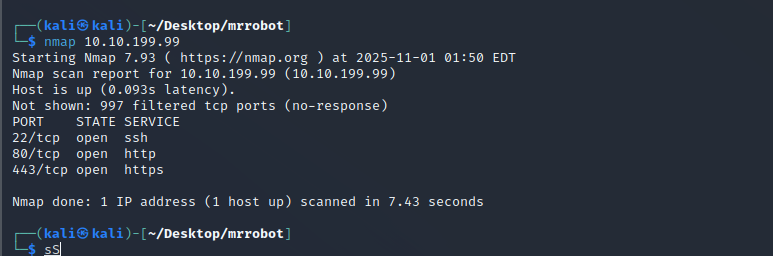 ┌──(kali㉿kali)-[~/Desktop/mrrobot]
└─$ nmap 10.10.199.99
Starting Nmap 7.93 ( https://nmap.org ) at 2025-11-01 01:50 EDT
Nmap scan report for 10.10.199.99 (10.10.199.99)
Host is up (0.093s latency).
Not shown: 997 filtered tcp ports (no-response)
PORT    STATE SERVICE
22/tcp  open  ssh
80/tcp  open  http
443/tcp open  https
Nmap done: 1 IP address (1 host up) scanned in 7.43 seconds
┌──(kali㉿kali)-[~/Desktop/mrrobot]
└─$ sS